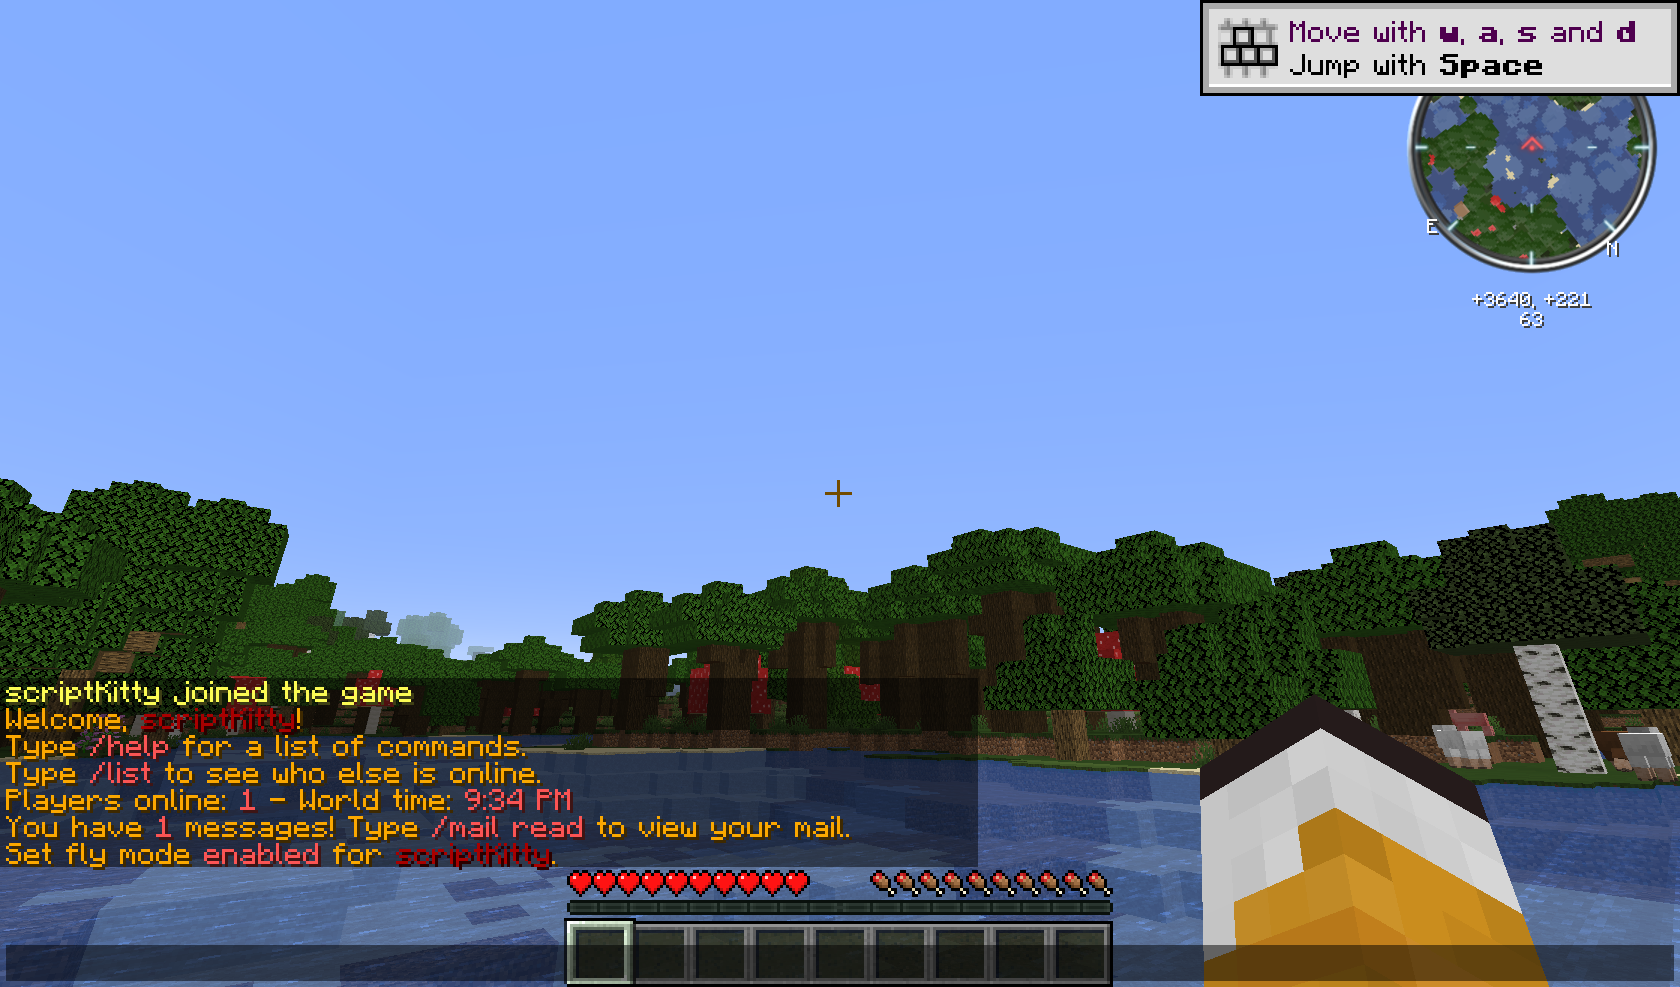 Move with w, a, s and d
Jump with Space
E
N
+3640, +221
63
scriptKitty joined the game
Welcome, scriptKitty!
Type /help for a list of commands.
Type /list to see who else is online.
Players online: 1 - World time: 9:34 PM
You have 1 messages! Type /mail read to view your mail.
Set fly mode enabled for scriptKitty.